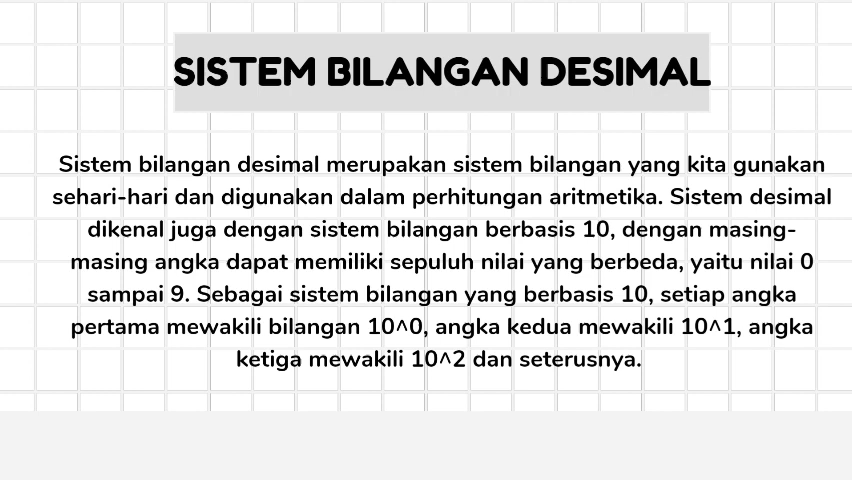 SISTEM BILANGAN DESIMAL
Sistem bilangan desimal merupakan sistem bilangan yang kita gunakan
sehari-hari dan digunakan dalam perhitungan aritmetika. Sistem desimal
dikenal juga dengan sistem bilangan berbasis 10, dengan masing-
masing angka dapat memiliki sepuluh nilai yang berbeda, yaitu nilai 0
sampai 9. Sebagai sistem bilangan yang berbasis 10, setiap angka
pertama mewakili bilangan 10^0, angka kedua mewakili 10^1, angka
ketiga mewakili 10^2 dan seterusnya.